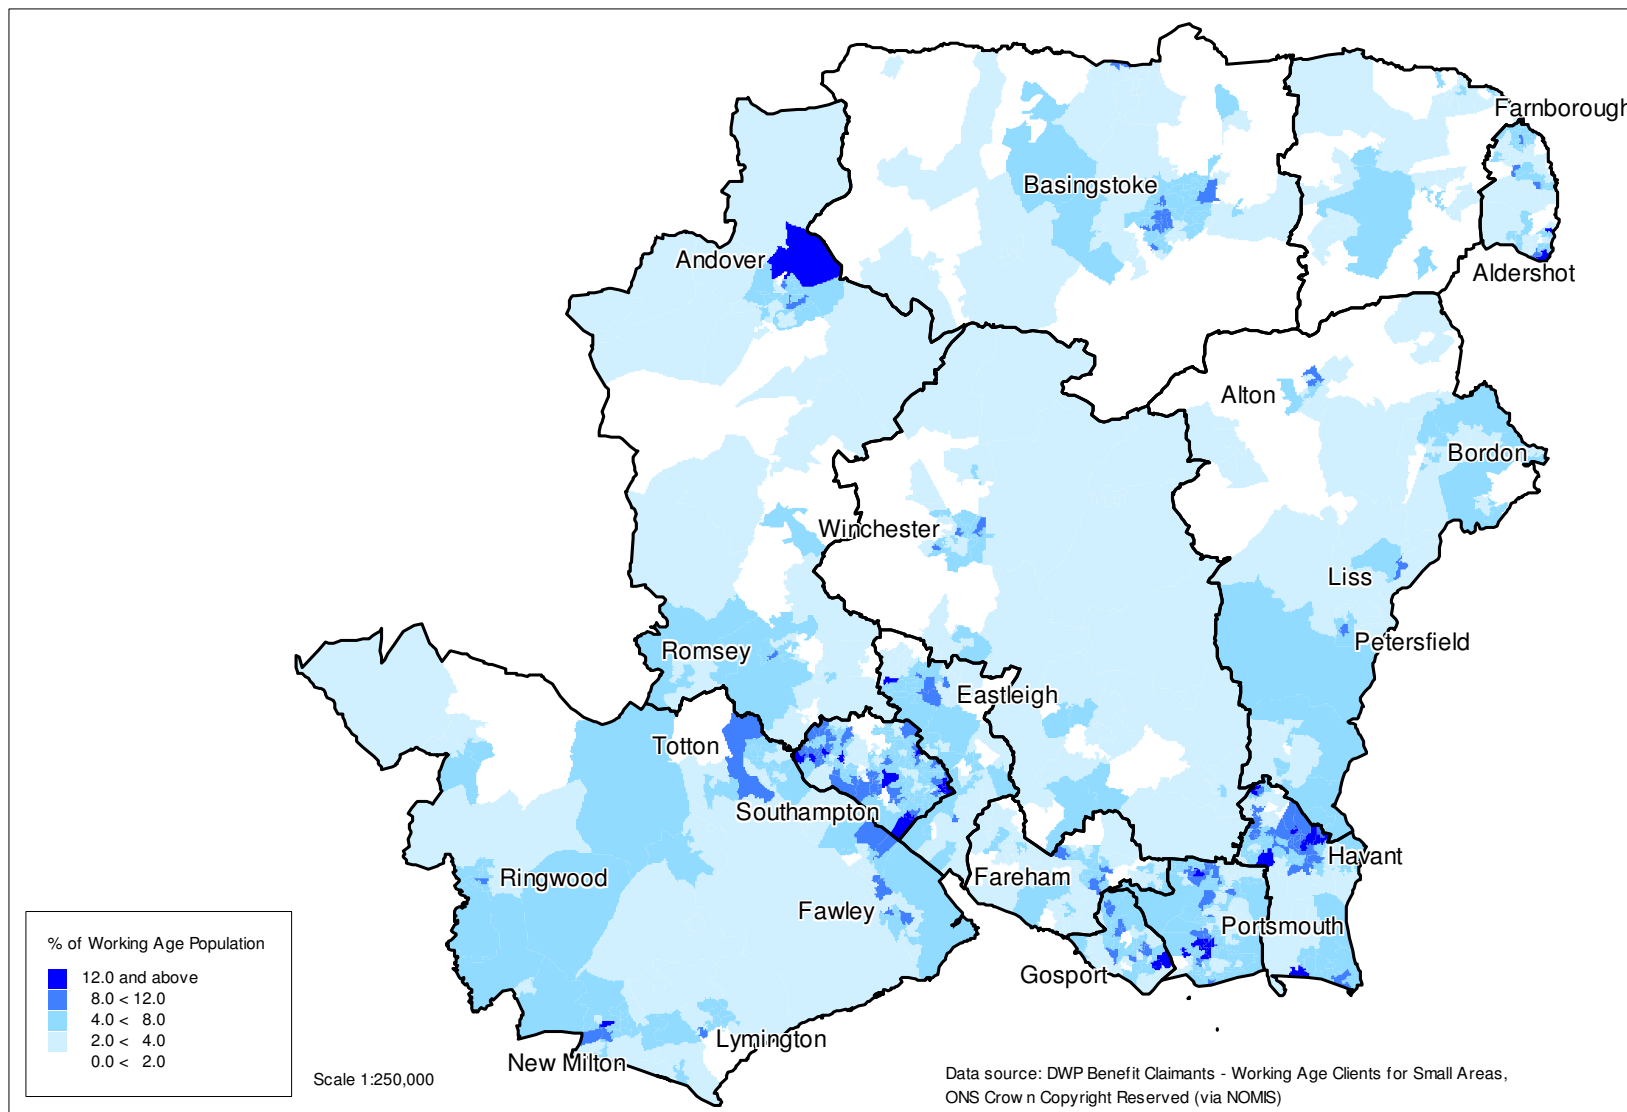 Farnborough
Basingstoke
Andover
Aldershot
Alton
Bordon
Winchester
Liss
Petersfield
Romsey
Eastleigh
Totton
Southampton
Havant
Ringwood
Fareham
Fawley
Portsmouth
Gosport
Lymington
New Milton
% of Working Age Population
12.0 and above
8.0 < 12.0
4.0 < 8.0
2.0 < 4.0
0.0 < 2.0
Scale 1:250,000
Data source: DWP Benefit Claimants - Working Age Clients for Small Areas,
ONS Crown Copyright Reserved (via NOMIS)